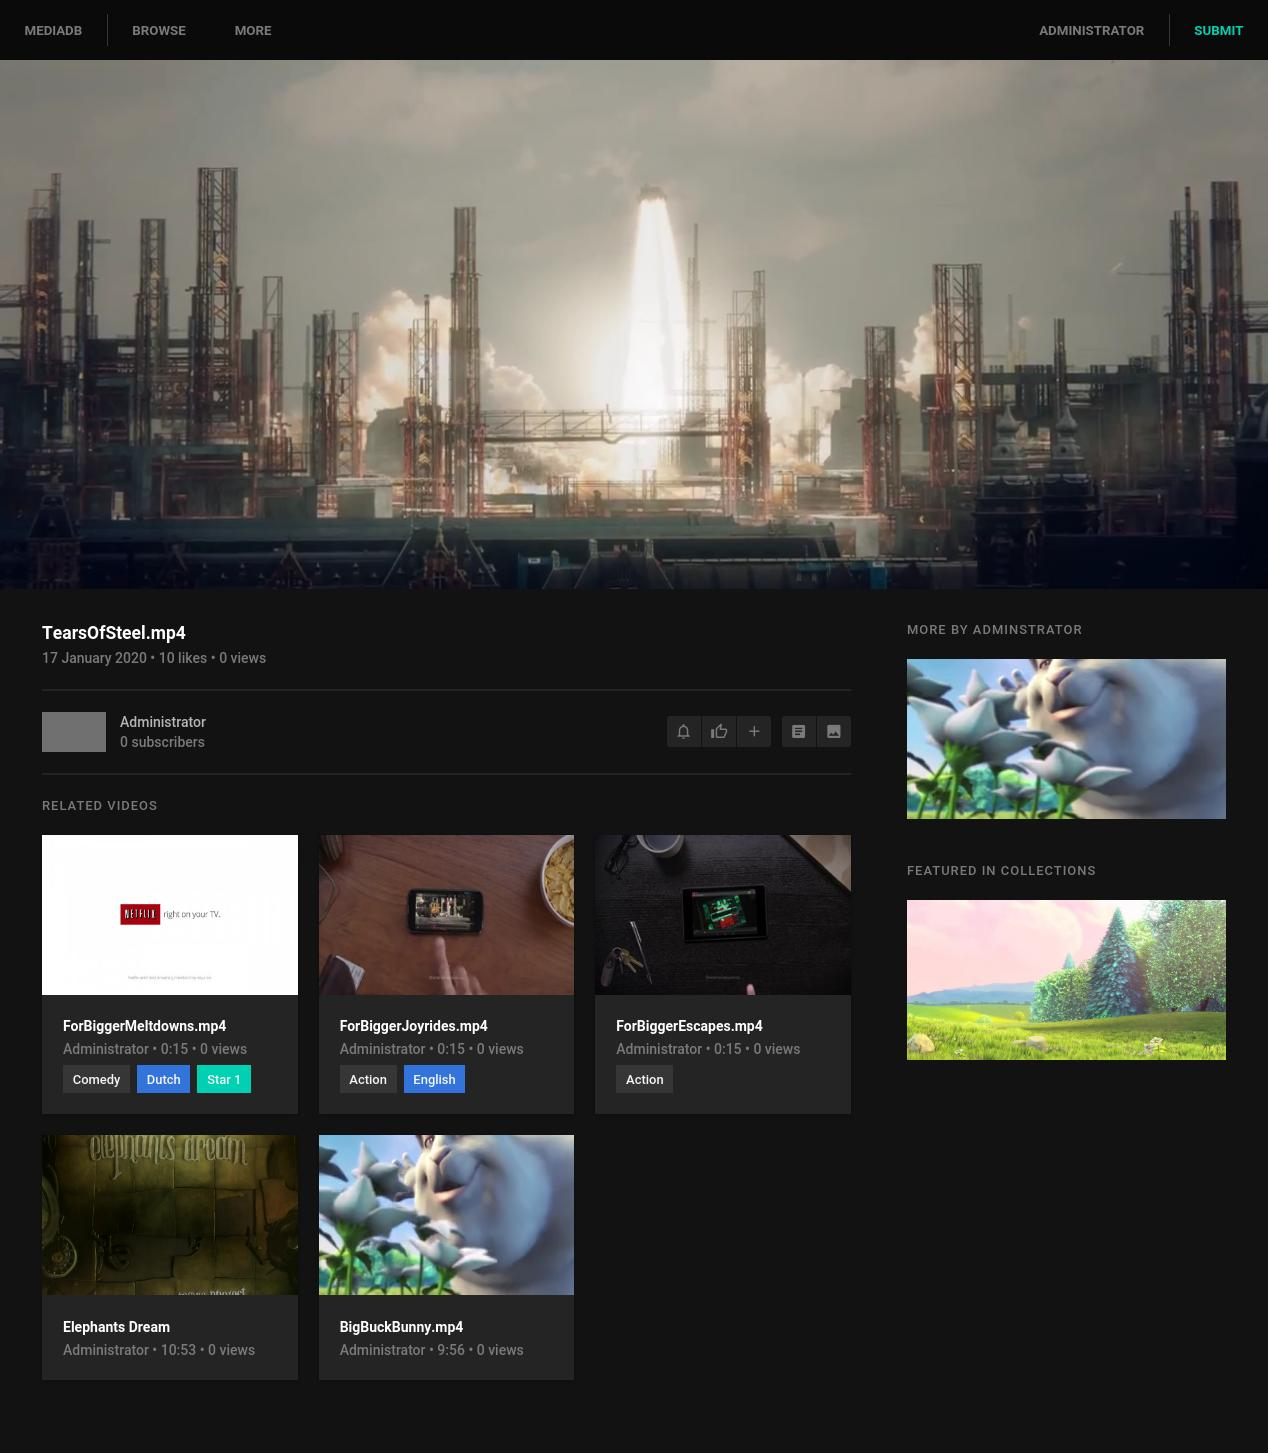 MEDIADB BROWSE MORE ADMINISTRATOR SUBMIT
TearsOfSteel.mp4
17 January 2020 • 10 likes • 0 views
Administrator
0 subscribers
RELATED VIDEOS
NETFLIX right on your TV.
ForBiggerMeltdowns.mp4
Administrator • 0:15 • 0 views
Comedy Dutch Star 1
ForBiggerJoyrides.mp4
Administrator • 0:15 • 0 views
Action English
ForBiggerEscapes.mp4
Administrator • 0:15 • 0 views
Action
elephants dream
Elephants Dream
Administrator • 10:53 • 0 views
BigBuckBunny.mp4
Administrator • 9:56 • 0 views
MORE BY ADMINSTRATOR
FEATURED IN COLLECTIONS